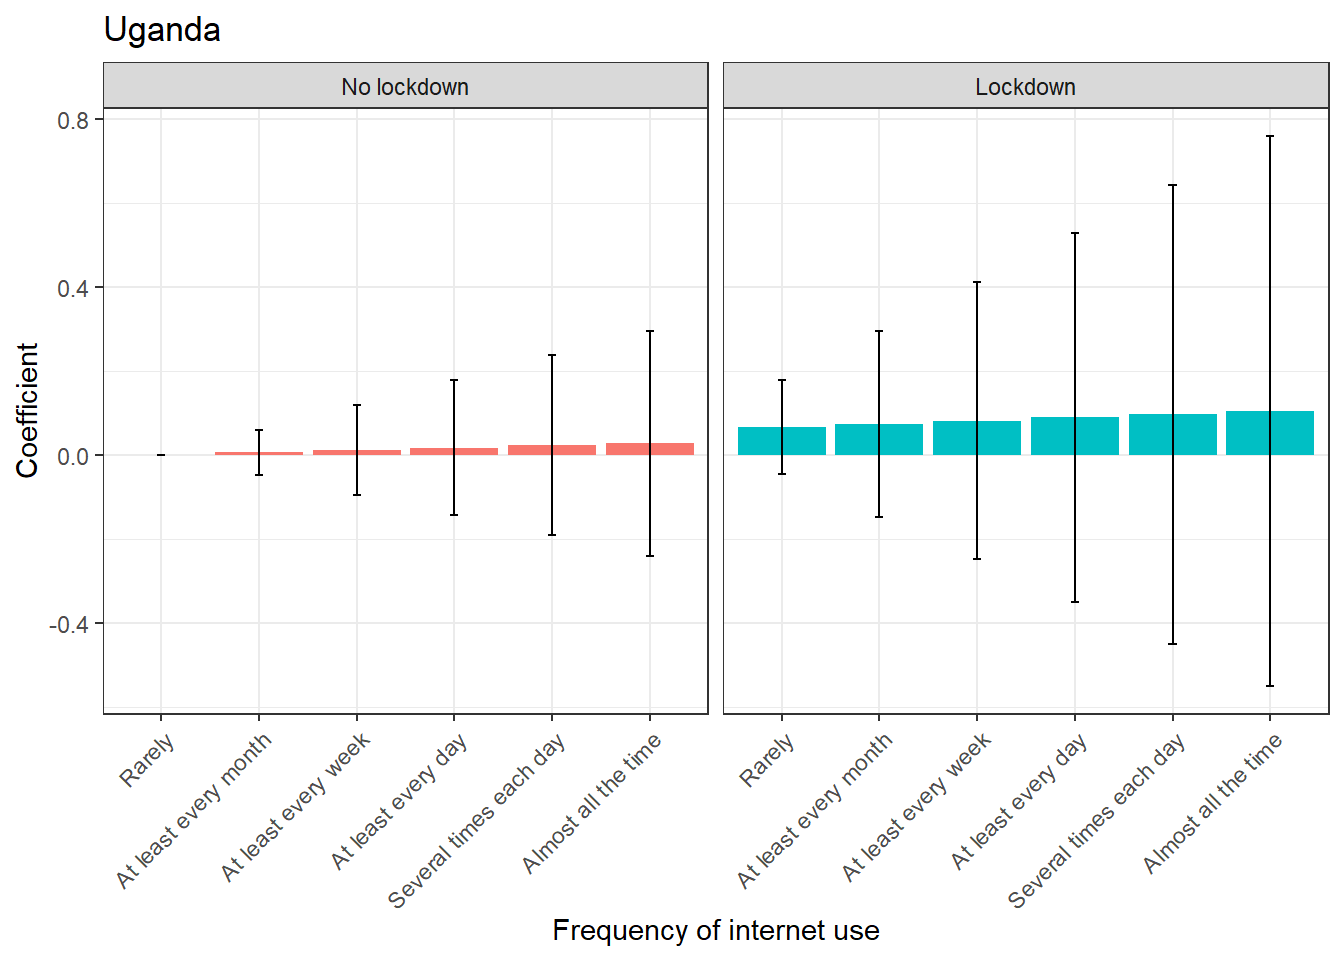 Uganda
No lockdown
Lockdown
Coefficient
0.8
0.4
0.0
-0.4
Rarely
At least every month
At least every week
At least every day
Several times each day
Almost all the time
Rarely
At least every month
At least every week
At least every day
Several times each day
Almost all the time
Frequency of internet use